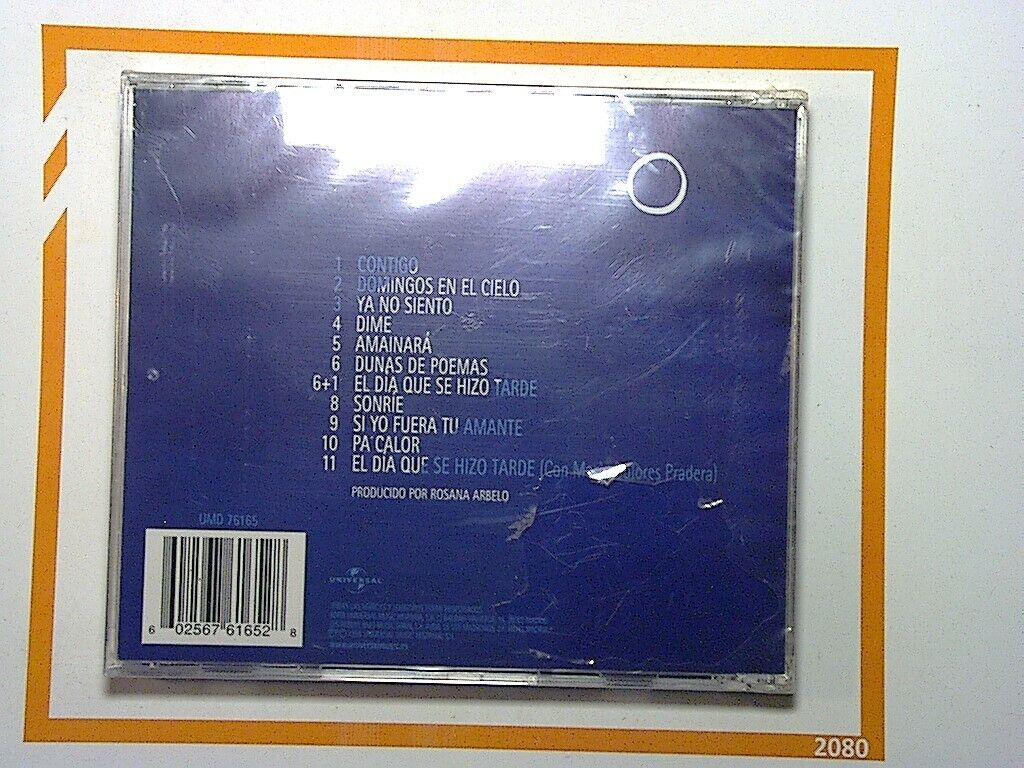 1 CONTIGO
2 DOMINGOS EN EL CIELO
3 YA NO SIENTO
4 DIME
5 AMAINARÁ
6 DUNAS DE POEMAS
6+1 EL DÍA QUE SE HIZO TARDE
8 SONRÍE
9 SI YO FUERA TU AMANTE
10 PA'CALOR
11 EL DÍA QUE SE HIZO TARDE (Con Pradera)
PRODUCIDO POR ROSANA ARBELO
UMD 76165
6 02567 61652 8
UNIVERSAL
2080